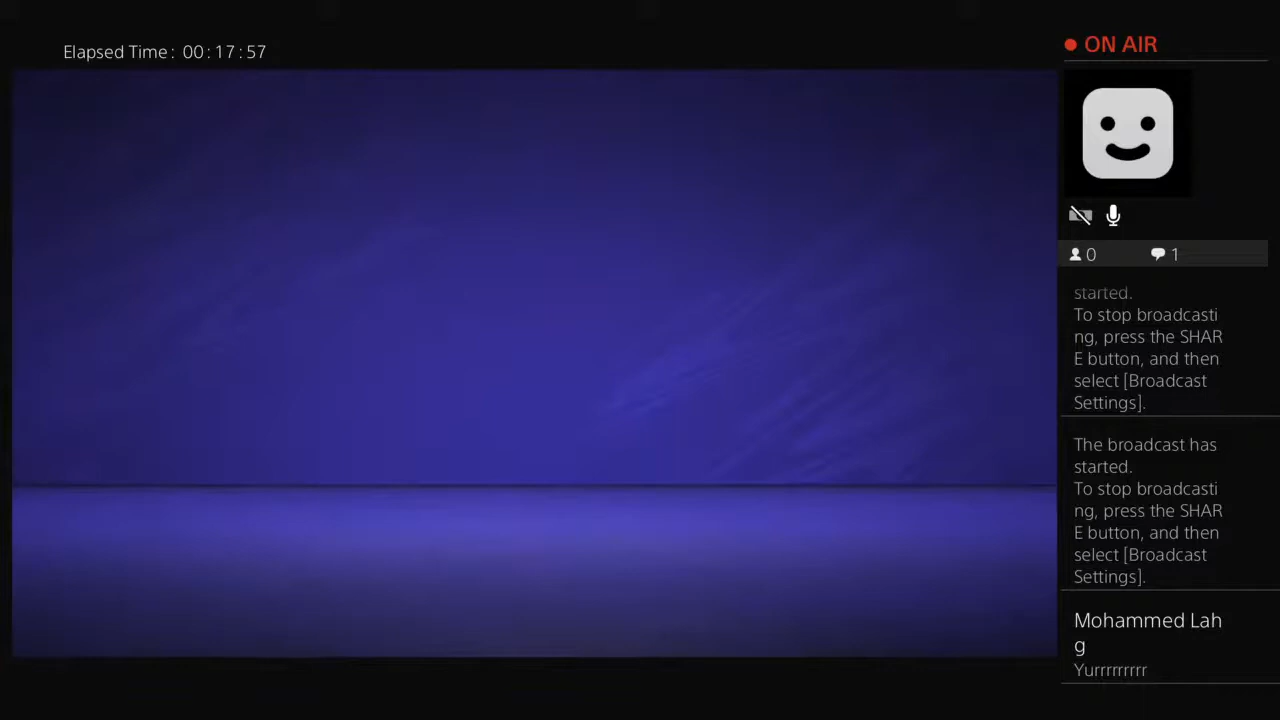 Elapsed Time: 00:17:57
ON AIR
0 1
started.
To stop broadcasti
ng, press the SHAR
E button, and then
select [Broadcast
Settings].
The broadcast has
started.
To stop broadcasti
ng, press the SHAR
E button, and then
select [Broadcast
Settings].
Mohammed Lah
g
Yurrrrrrrrr